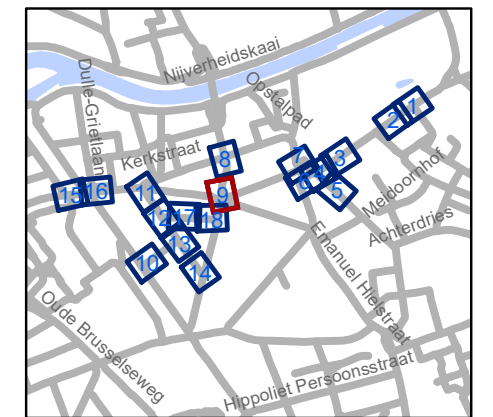 Nijverheidskaai
Dulle-Grietlaan
Opstalpad
Kerkstraat
Meidoornhof
Achterdries
Emanuel Hielstraat
Oude Brusselseweg
Hippoliet Persoonsstraat
1
2
3
4
5
6
7
8
9
10
11
12
13
14
15
16
17
18